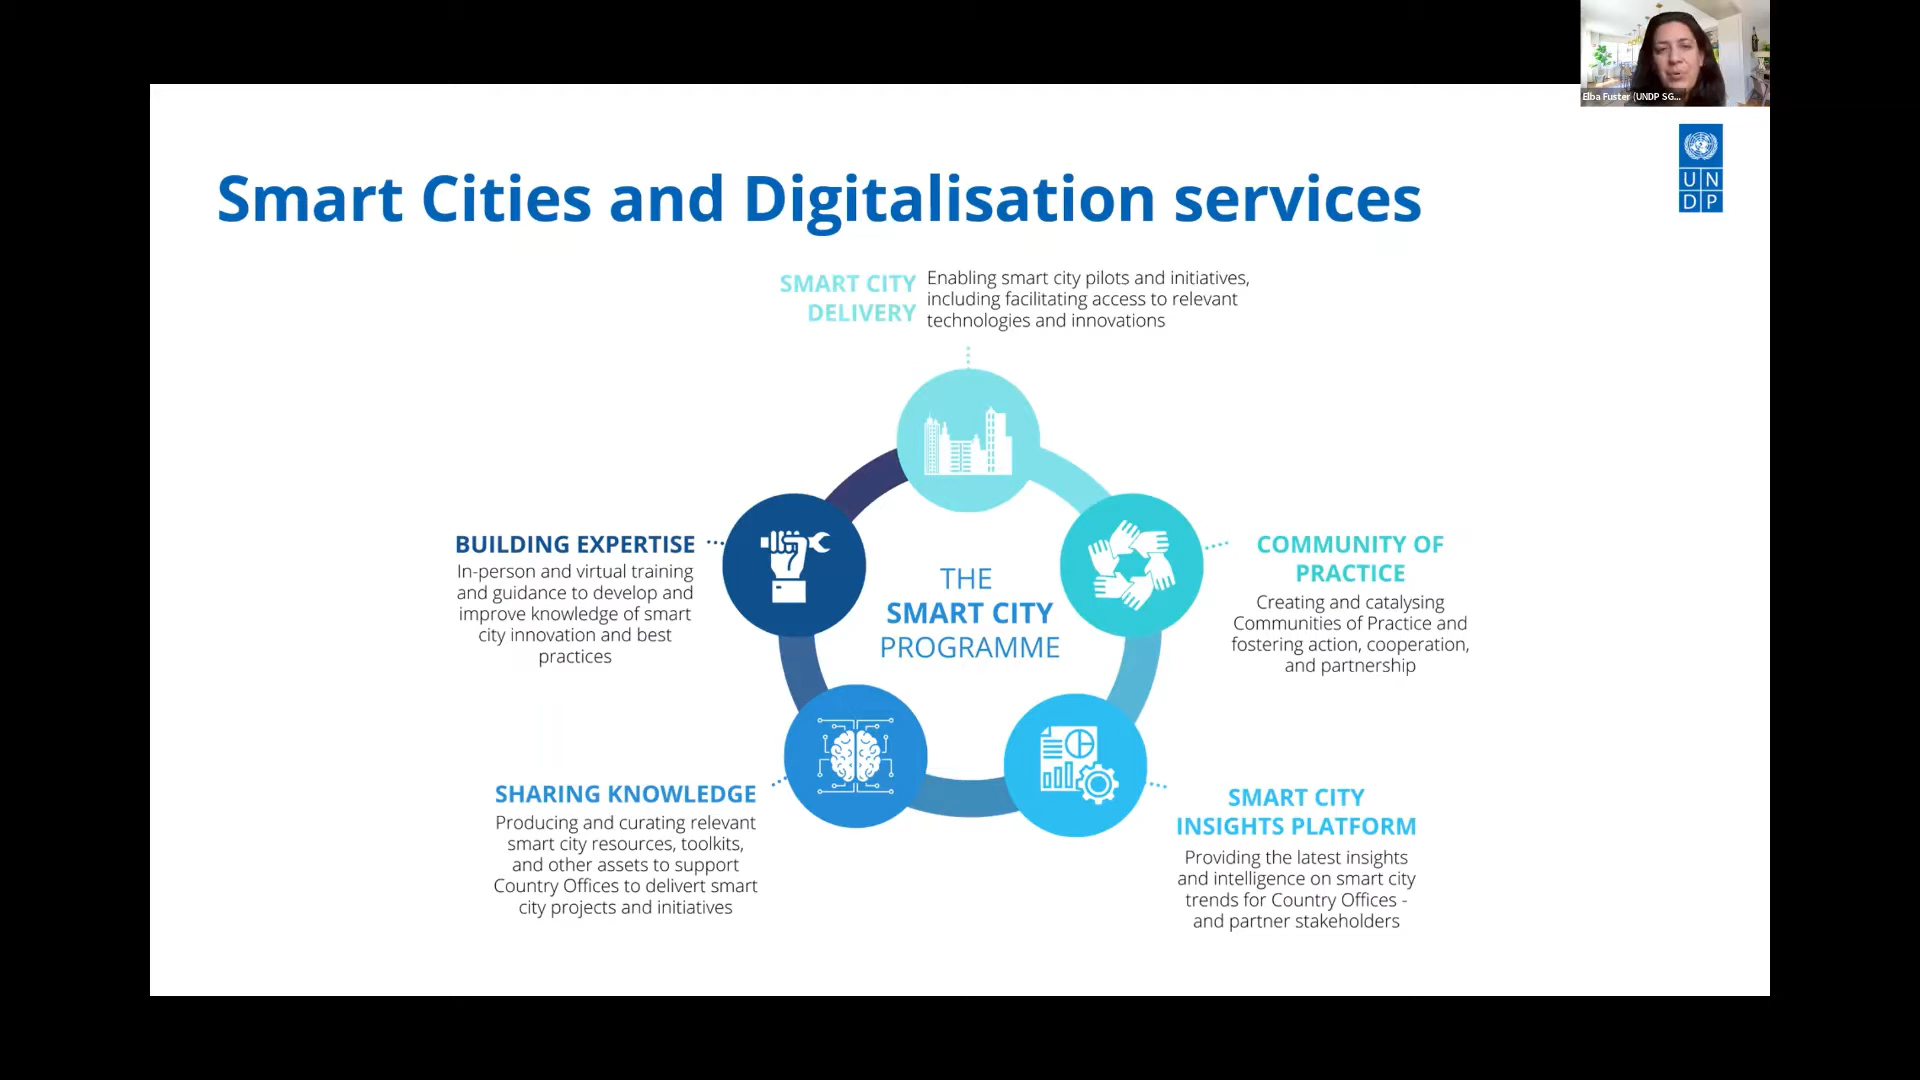 Elba Fuster (UNDP SG...
U N
D P
Smart Cities and Digitalisation services
SMART CITY
DELIVERY
Enabling smart city pilots and initiatives,
including facilitating access to relevant
technologies and innovations
BUILDING EXPERTISE
In-person and virtual training
and guidance to develop and
improve knowledge of smart
city innovation and best
practices
THE
SMART CITY
PROGRAMME
COMMUNITY OF
PRACTICE
Creating and catalysing
Communities of Practice and
fostering action, cooperation,
and partnership
SHARING KNOWLEDGE
Producing and curating relevant
smart city resources, toolkits,
and other assets to support
Country Offices to delivert smart
city projects and initiatives
SMART CITY
INSIGHTS PLATFORM
Providing the latest insights
and intelligence on smart city
trends for Country Offices -
and partner stakeholders